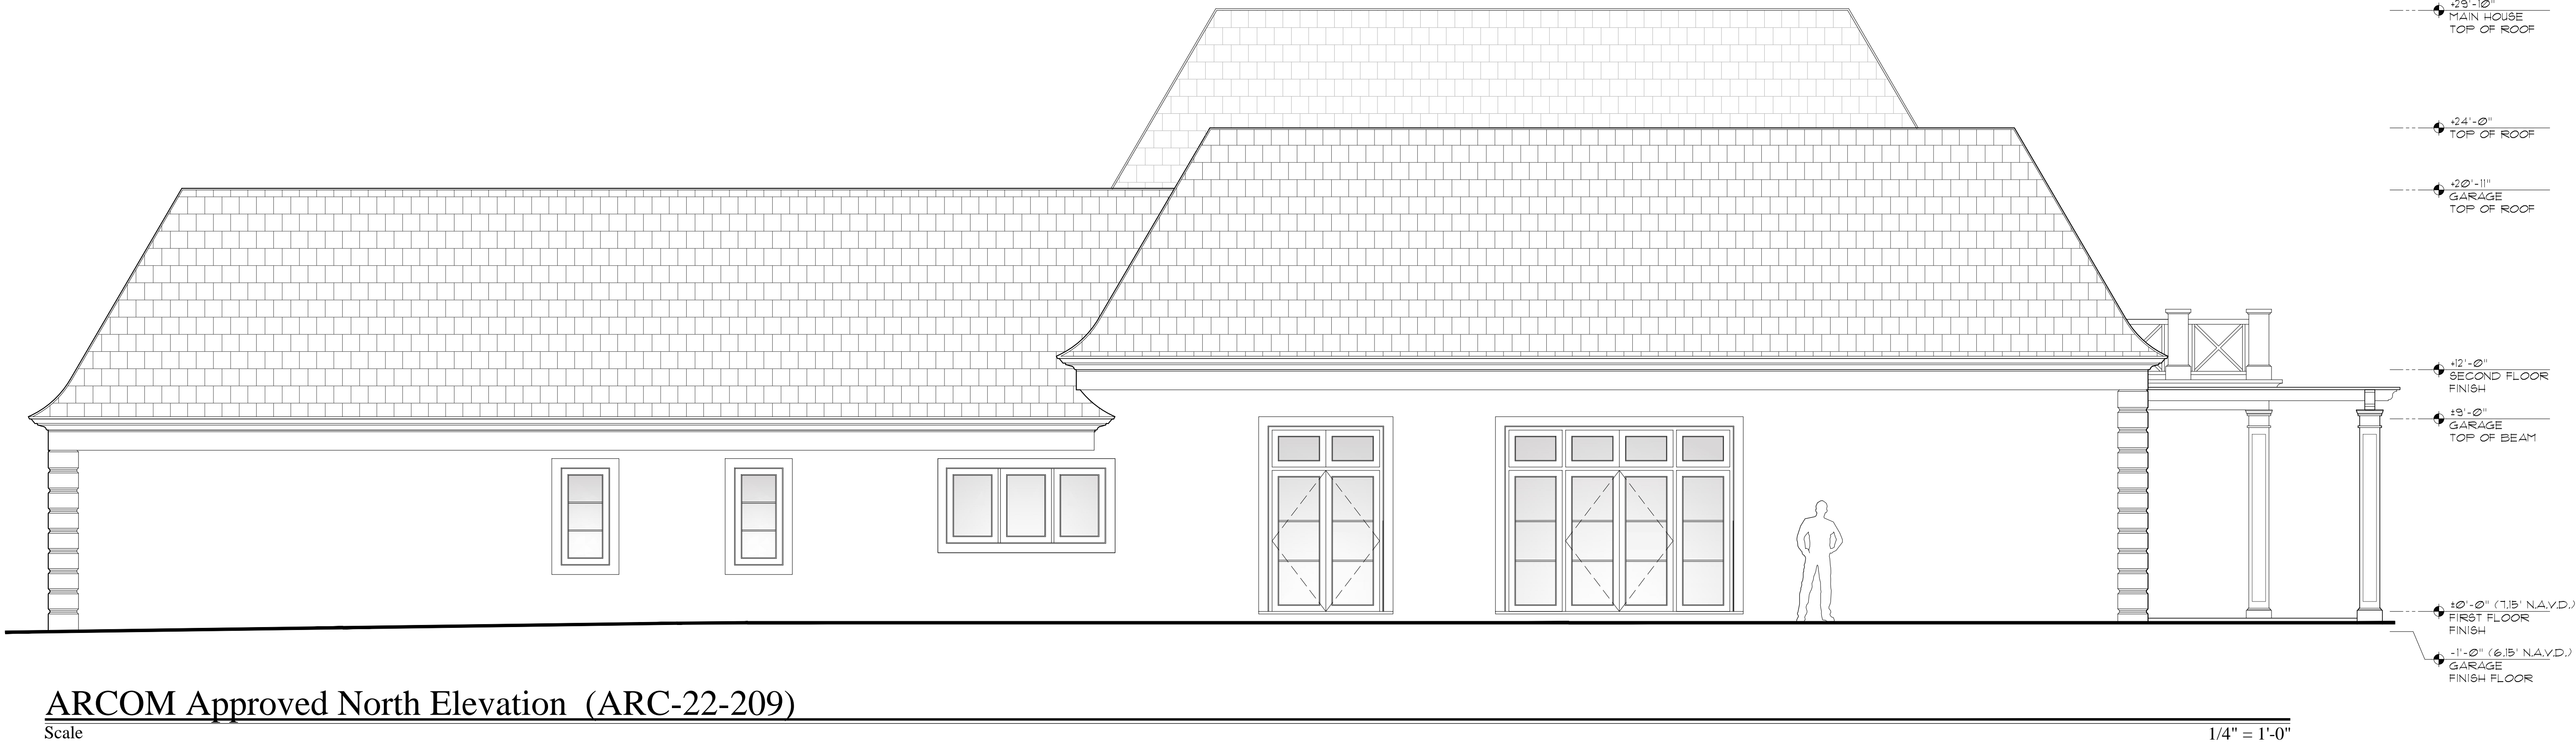 +29'-10"
MAIN HOUSE
TOP OF ROOF
+24'-0"
TOP OF ROOF
+20'-11"
GARAGE
TOP OF ROOF
+12'-0"
SECOND FLOOR
FINISH
±9'-0"
GARAGE
TOP OF BEAM
±0'-0" (7.15' N.A.V.D.)
FIRST FLOOR
FINISH
-1'-0" (6.15' N.A.V.D.)
GARAGE
FINISH FLOOR
ARCOM Approved North Elevation (ARC-22-209)
Scale
1/4" = 1'-0"